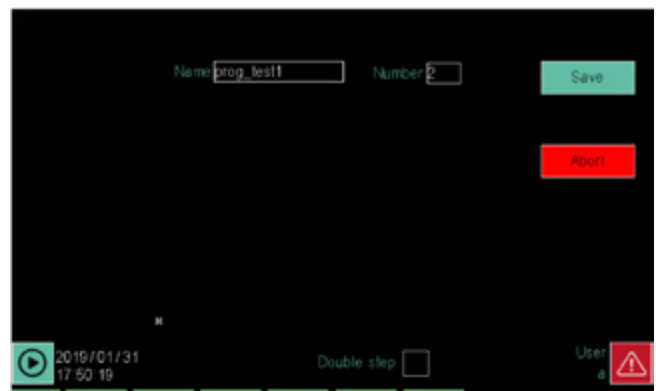 Name prog_test1 Number 2 Save
Abort
2019/01/31
17:50:19
Double step
User
a